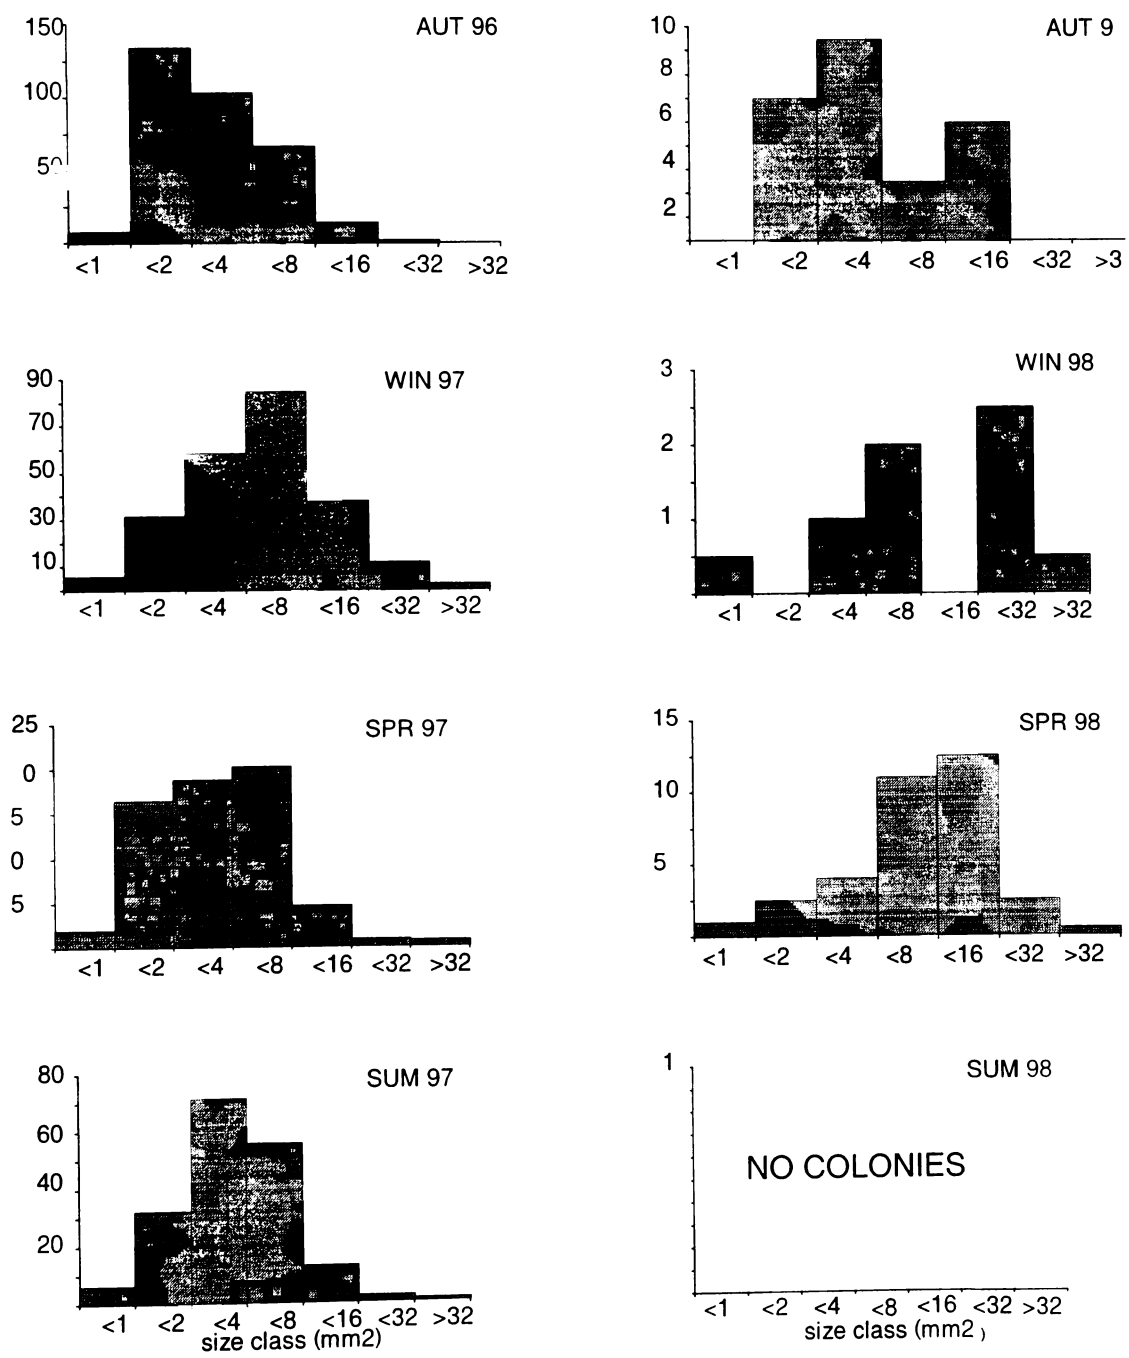 AUT 96
150
100
50
<1 <2 <4 <8 <16 <32 >32
AUT 9
10
8
6
4
2
<1 <2 <4 <8 <16 <32 >3
WIN 97
90
70
50
30
10
<1 <2 <4 <8 <16 <32 >32
WIN 98
3
2
1
<1 <2 <4 <8 <16 <32 >32
SPR 97
25
0
5
0
5
<1 <2 <4 <8 <16 <32 >32
SPR 98
15
10
5
<1 <2 <4 <8 <16 <32 >32
SUM 97
80
60
40
20
<1 <2 <4 <8 <16 <32 >32
size class (mm2)
SUM 98
1
NO COLONIES
<1 <2 <4 <8 <16 <32 >32
size class (mm2 )